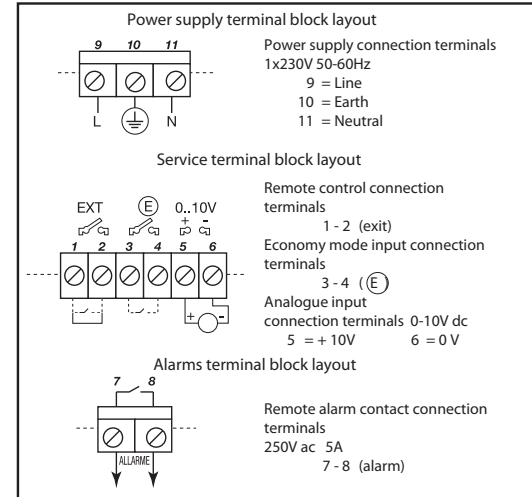 Power supply terminal block layout
9 10 11
L N
Power supply connection terminals
1x230V 50-60Hz
9 = Line
10 = Earth
11 = Neutral
Service terminal block layout
EXT E 0..10V
+ -
1 2 3 4 5 6
+ -
Remote control connection
terminals
1 - 2 (exit)
Economy mode input connection
terminals
3 - 4 ( E )
Analogue input
connection terminals 0-10V dc
5 = + 10V 6 = 0 V
Alarms terminal block layout
7 8
ALLARME
Remote alarm contact connection
terminals
250V ac 5A
7 - 8 (alarm)